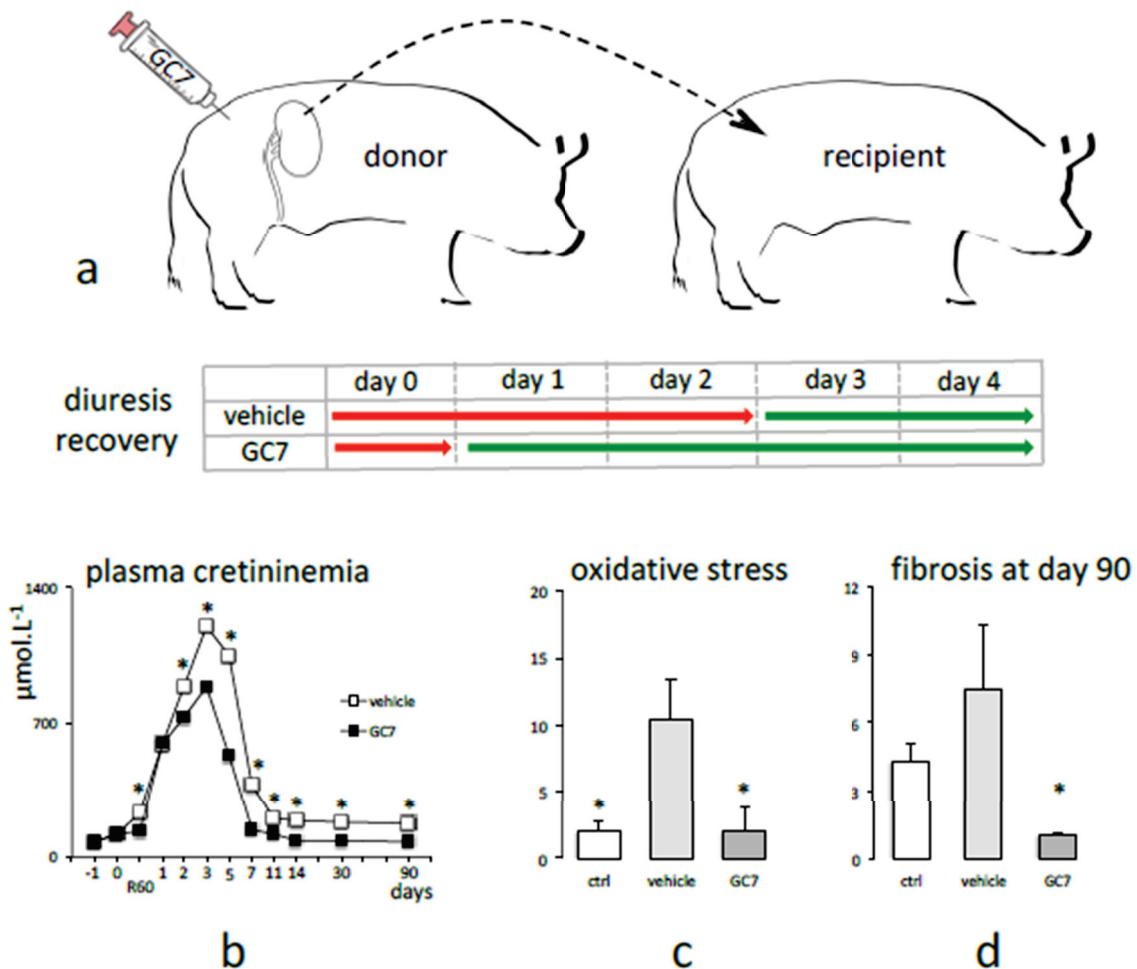 GC7
donor
recipient
a
diuresis
recovery
day 0 day 1 day 2 day 3 day 4
vehicle
GC7
plasma cretininemia
1400
700
0
µmol.L-1
* * * * * * * * *
vehicle
GC7
-1 0 R60 1 2 3 5 7 11 14 30 90
days
b
oxidative stress
20
15
10
5
0
* *
ctrl vehicle GC7
c
fibrosis at day 90
12
9
6
3
0
*
ctrl vehicle GC7
d